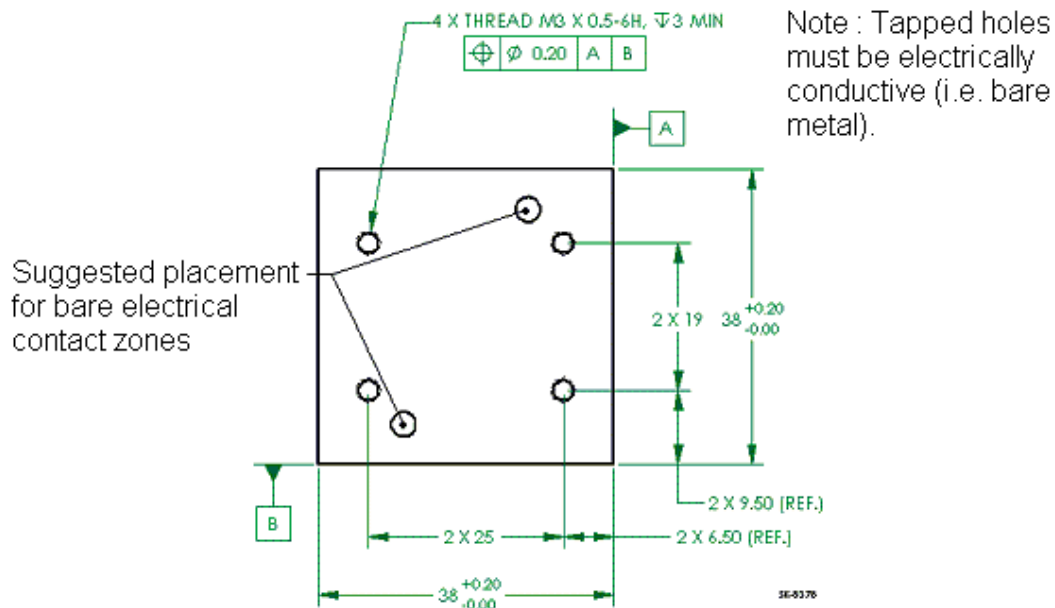 4 X THREAD M3 X 0.5-6H, ↧3 MIN
⌖ Ø 0.20 A B
Note : Tapped holes
must be electrically
conductive (i.e. bare
metal).
A
Suggested placement
for bare electrical
contact zones
2 X 19
38 +0.20 -0.00
2 X 9.50 (REF.)
B
2 X 25
2 X 6.50 (REF.)
38 +0.20 -0.00